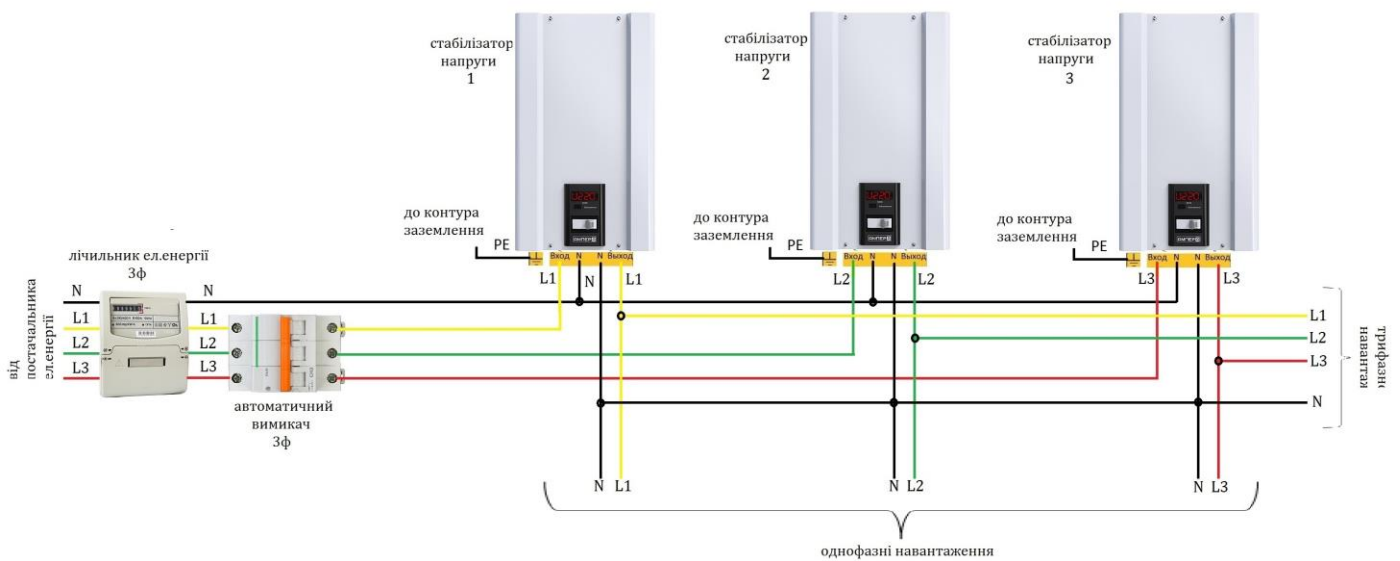 стабілізатор
напруги
1
стабілізатор
напруги
2
стабілізатор
напруги
3
до контура
заземлення
PE
до контура
заземлення
PE
до контура
заземлення
PE
Вход N N Выход
Вход N N Выход
Вход N N Выход
L1 N L1
L2 L2
L3 L3
лічильник ел.енергії
3ф
від
постачальника
ел.енергії
N N
L1 L1
L2 L2
L3 L3
автоматичний
вимикач
3ф
L1
L2
L3
N
трифазні
N L1
N L2
N L3
однофазні навантаження